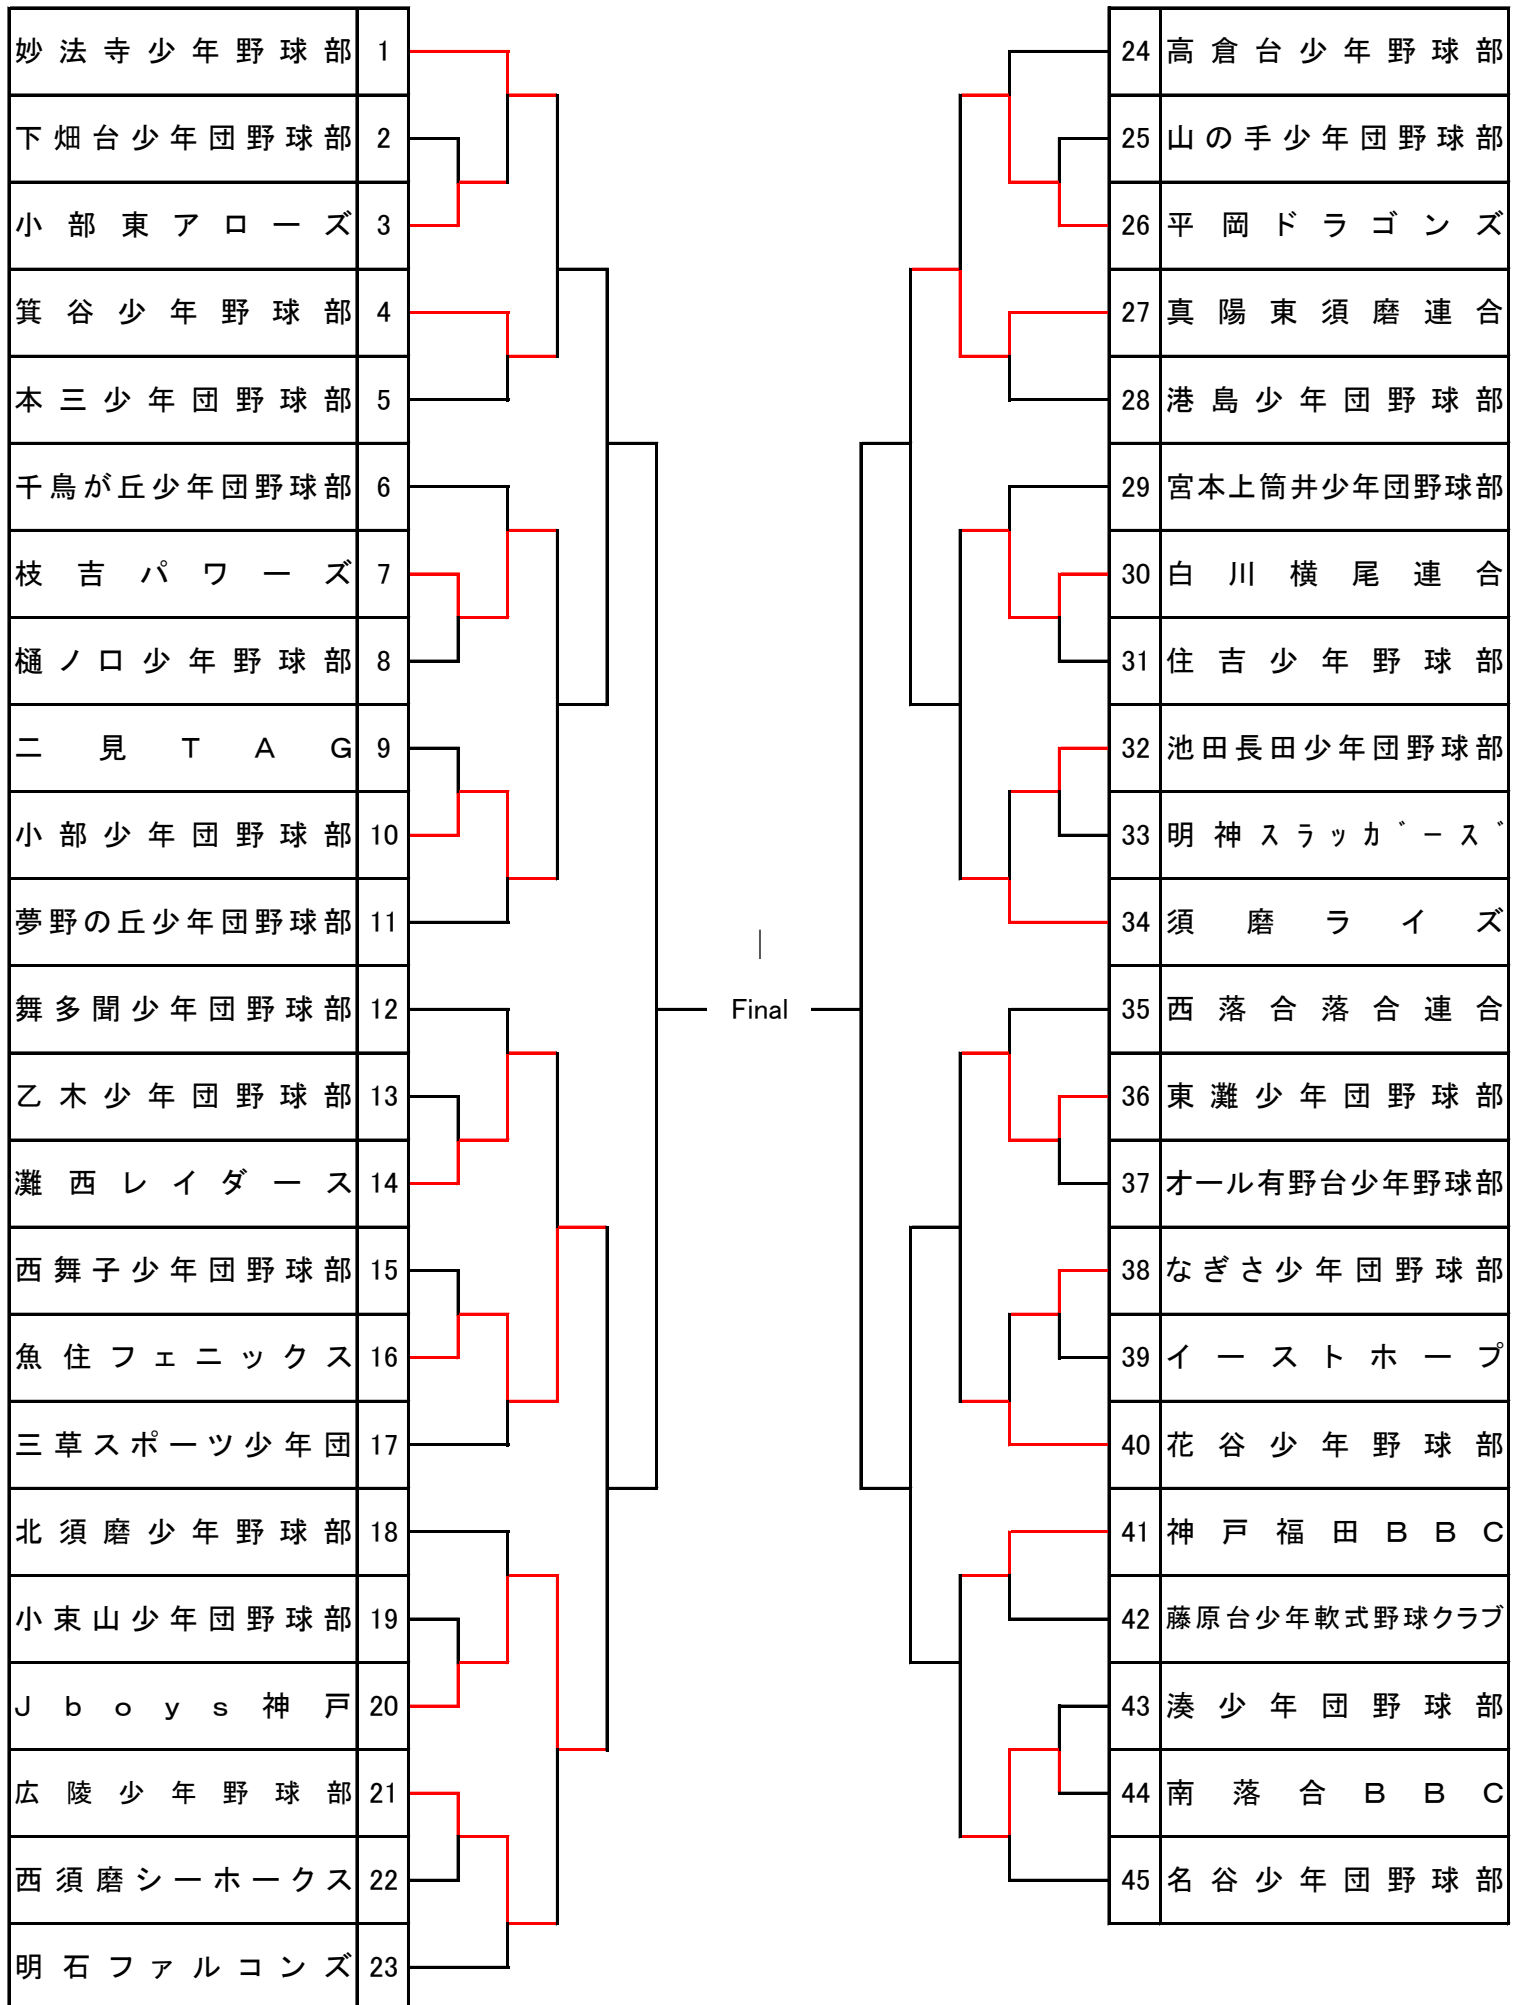 妙法寺少年野球部 1
下畑台少年団野球部 2
小部東アローズ 3
箕谷少年野球部 4
本三少年団野球部 5
千鳥が丘少年団野球部 6
枝吉パワーズ 7
樋ノ口少年野球部 8
二見TAG 9
小部少年団野球部 10
夢野の丘少年団野球部 11
舞多聞少年団野球部 12
乙木少年団野球部 13
灘西レイダース 14
西舞子少年団野球部 15
魚住フェニックス 16
三草スポーツ少年団 17
北須磨少年野球部 18
小束山少年団野球部 19
Jboys神戸 20
広陵少年野球部 21
西須磨シーホークス 22
明石ファルコンズ 23
Final
24 高倉台少年野球部
25 山の手少年団野球部
26 平岡ドラゴンズ
27 真陽東須磨連合
28 港島少年団野球部
29 宮本上筒井少年団野球部
30 白川横尾連合
31 住吉少年野球部
32 池田長田少年団野球部
33 明神スラッガーズ
34 須磨ライズ
35 西落合落合連合
36 東灘少年団野球部
37 オール有野台少年野球部
38 なぎさ少年団野球部
39 イーストホープ
40 花谷少年野球部
41 神戸福田BBC
42 藤原台少年軟式野球クラブ
43 湊少年団野球部
44 南落合BBC
45 名谷少年団野球部